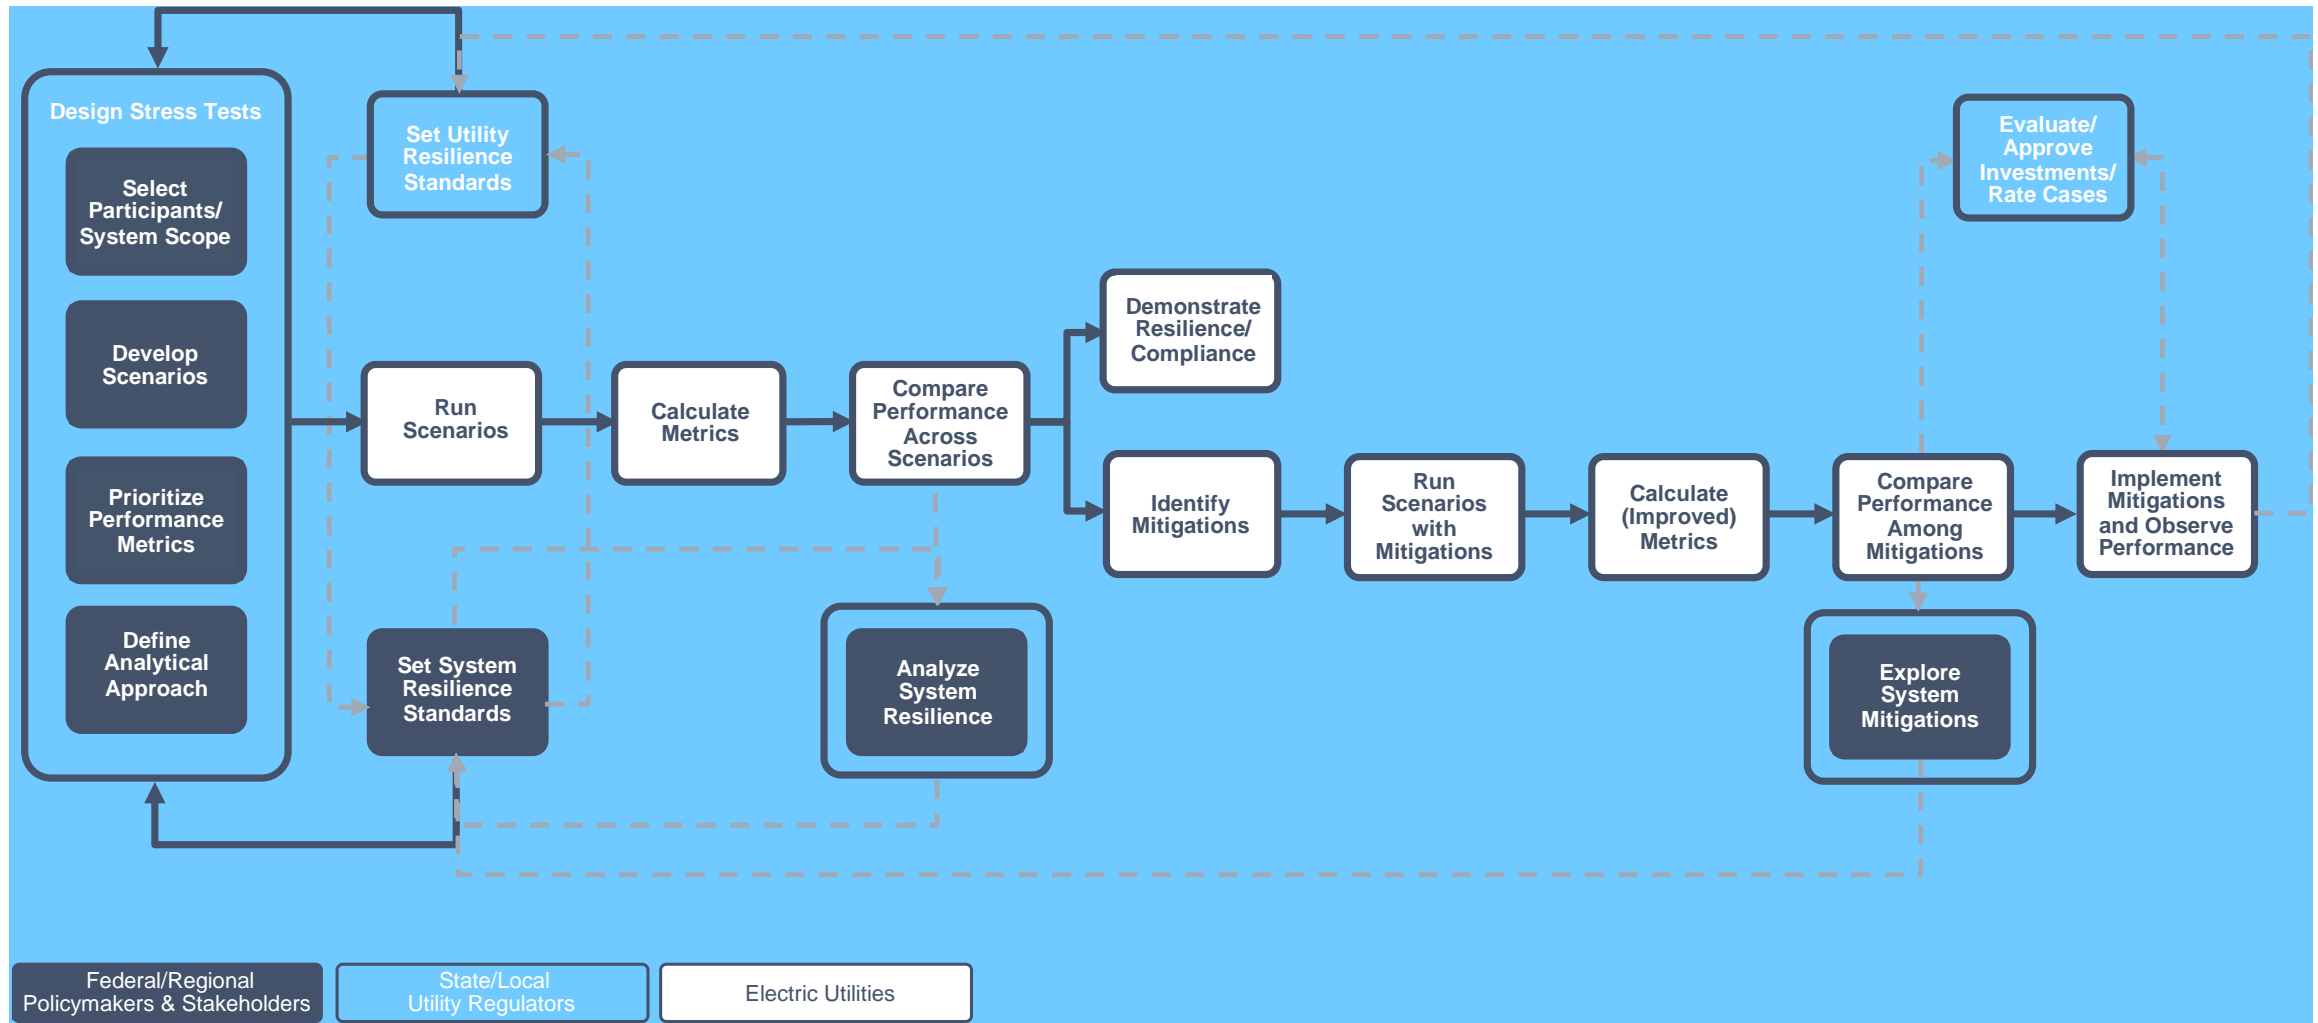 Design Stress Tests
Select
Participants/
System Scope
Develop
Scenarios
Prioritize
Performance
Metrics
Define
Analytical
Approach
Set Utility
Resilience
Standards
Run
Scenarios
Set System
Resilience
Standards
Calculate
Metrics
Compare
Performance
Across
Scenarios
Analyze
System
Resilience
Demonstrate
Resilience/
Compliance
Identify
Mitigations
Run
Scenarios
with
Mitigations
Calculate
(Improved)
Metrics
Compare
Performance
Among
Mitigations
Explore
System
Mitigations
Evaluate/
Approve
Investments/
Rate Cases
Implement
Mitigations
and Observe
Performance
Federal/Regional
Policymakers & Stakeholders
State/Local
Utility Regulators
Electric Utilities